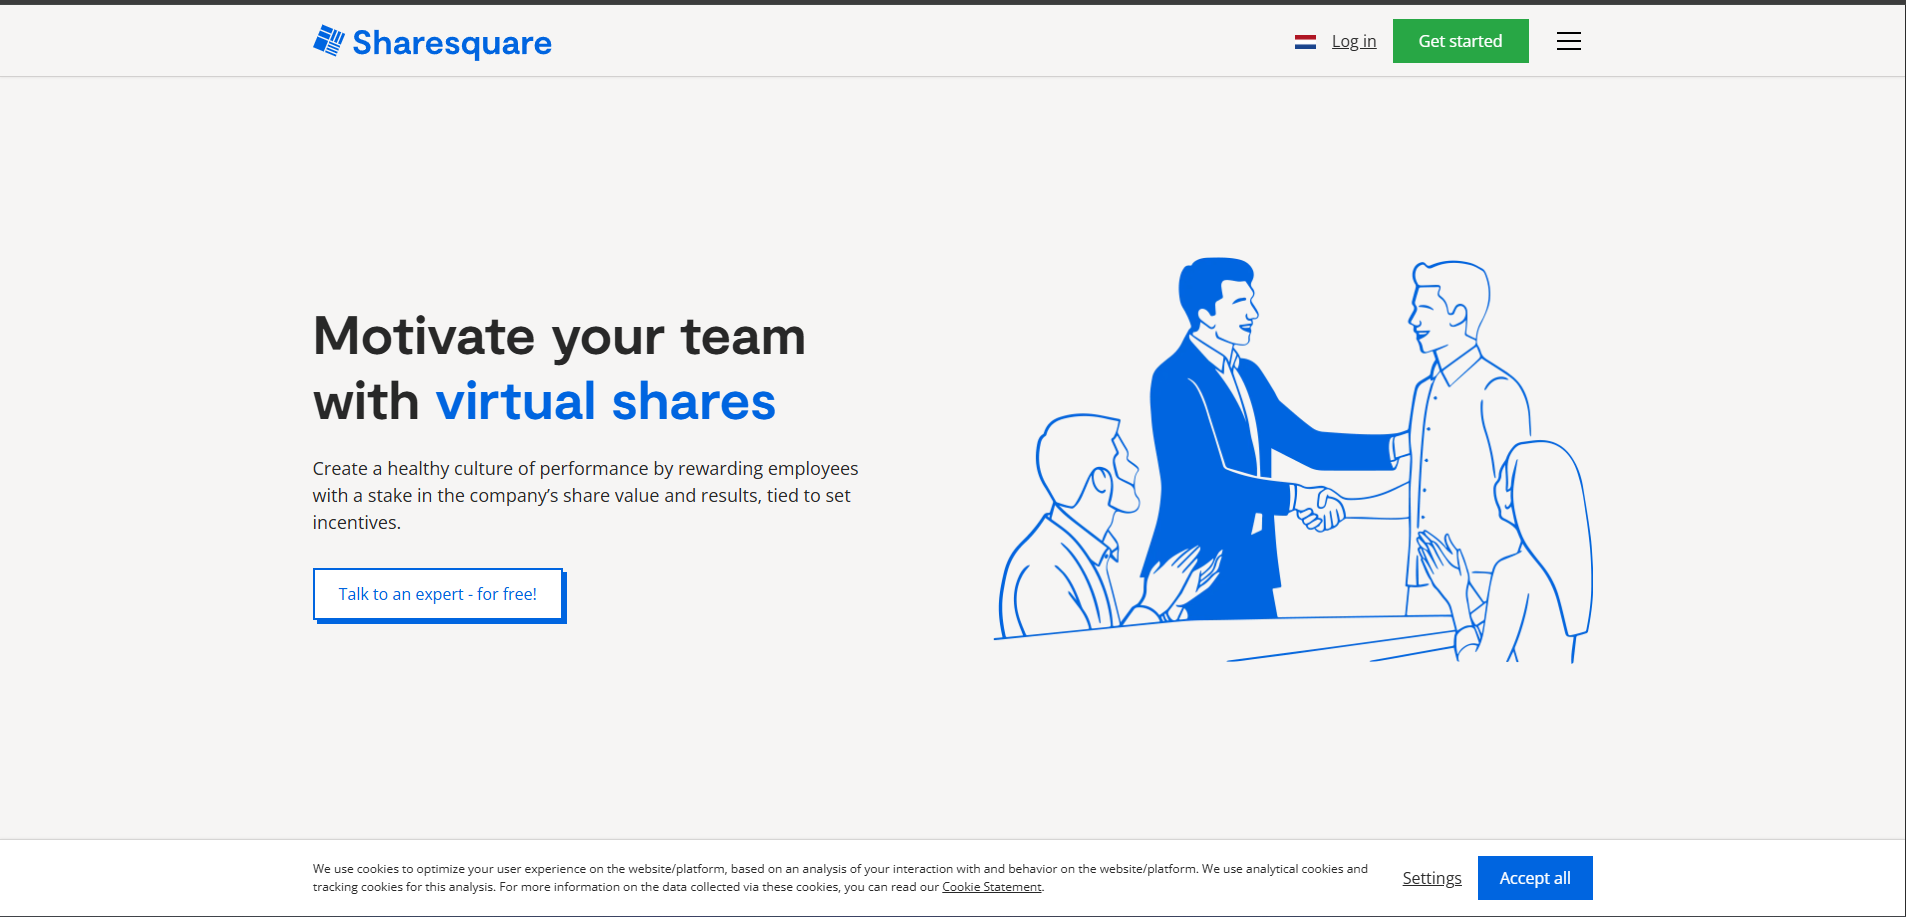 Sharesquare
Log in
Get started
Motivate your team
with virtual shares
Create a healthy culture of performance by rewarding employees
with a stake in the company’s share value and results, tied to set
incentives.
Talk to an expert - for free!
We use cookies to optimize your user experience on the website/platform, based on an analysis of your interaction with and behavior on the website/platform. We use analytical cookies and
tracking cookies for this analysis. For more information on the data collected via these cookies, you can read our Cookie Statement.
Settings
Accept all